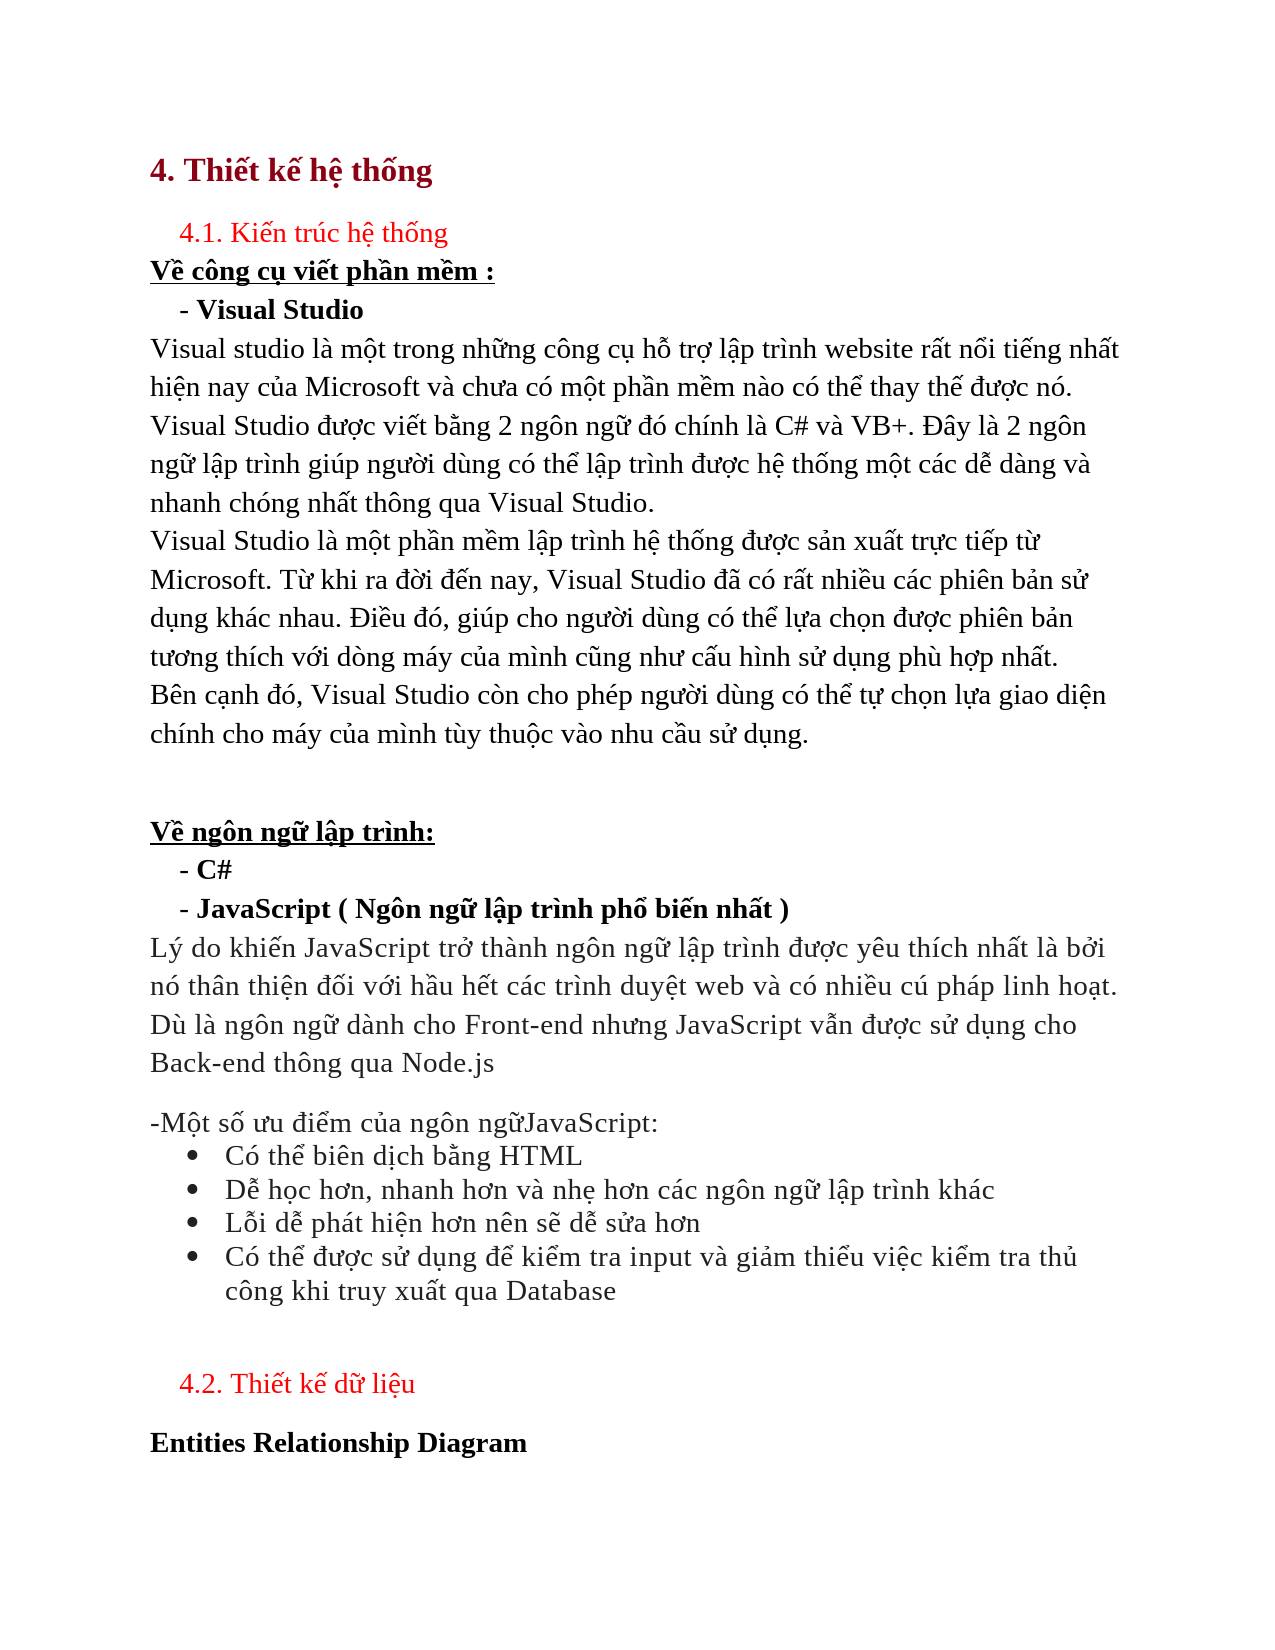 4. Thiết kế hệ thống
4.1. Kiến trúc hệ thống
Về công cụ viết phần mềm :
- Visual Studio
Visual studio là một trong những công cụ hỗ trợ lập trình website rất nổi tiếng nhất
hiện nay của Microsoft và chưa có một phần mềm nào có thể thay thế được nó.
Visual Studio được viết bằng 2 ngôn ngữ đó chính là C# và VB+. Đây là 2 ngôn
ngữ lập trình giúp người dùng có thể lập trình được hệ thống một các dễ dàng và
nhanh chóng nhất thông qua Visual Studio.
Visual Studio là một phần mềm lập trình hệ thống được sản xuất trực tiếp từ
Microsoft. Từ khi ra đời đến nay, Visual Studio đã có rất nhiều các phiên bản sử
dụng khác nhau. Điều đó, giúp cho người dùng có thể lựa chọn được phiên bản
tương thích với dòng máy của mình cũng như cấu hình sử dụng phù hợp nhất.
Bên cạnh đó, Visual Studio còn cho phép người dùng có thể tự chọn lựa giao diện
chính cho máy của mình tùy thuộc vào nhu cầu sử dụng.
Về ngôn ngữ lập trình:
- C#
- JavaScript ( Ngôn ngữ lập trình phổ biến nhất )
Lý do khiến JavaScript trở thành ngôn ngữ lập trình được yêu thích nhất là bởi
nó thân thiện đối với hầu hết các trình duyệt web và có nhiều cú pháp linh hoạt.
Dù là ngôn ngữ dành cho Front-end nhưng JavaScript vẫn được sử dụng cho
Back-end thông qua Node.js
-Một số ưu điểm của ngôn ngữJavaScript:
● Có thể biên dịch bằng HTML
● Dễ học hơn, nhanh hơn và nhẹ hơn các ngôn ngữ lập trình khác
● Lỗi dễ phát hiện hơn nên sẽ dễ sửa hơn
● Có thể được sử dụng để kiểm tra input và giảm thiểu việc kiểm tra thủ
công khi truy xuất qua Database
4.2. Thiết kế dữ liệu
Entities Relationship Diagram